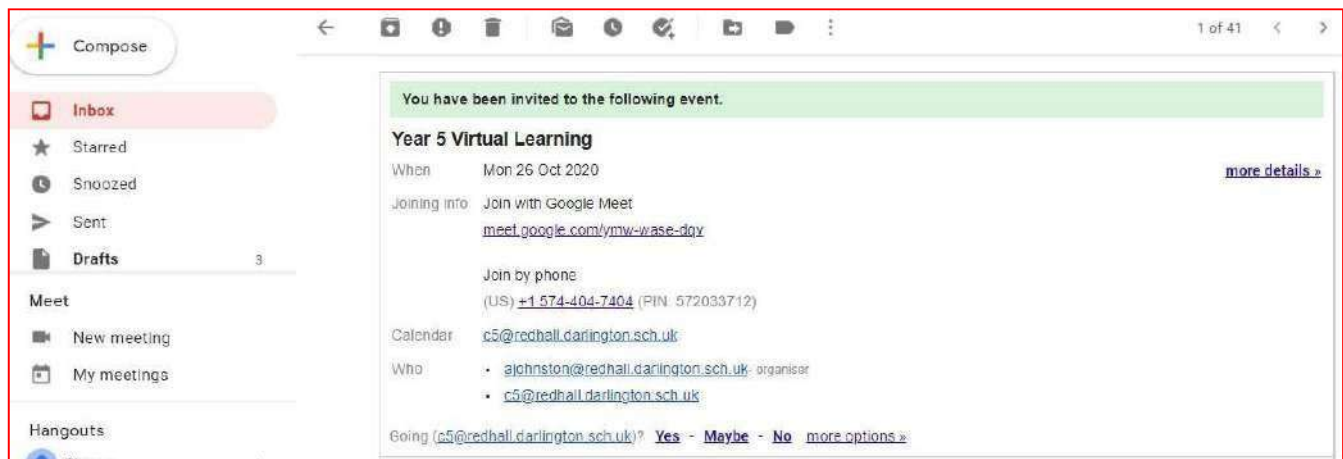 Compose
1 of 41
Inbox
Starred
Snoozed
Sent
Drafts 3
Meet
New meeting
My meetings
Hangouts
You have been invited to the following event.
Year 5 Virtual Learning
When Mon 26 Oct 2020 more details »
Joining info Join with Google Meet
meet.google.com/ymw-wase-dqv
Join by phone
(US) +1 574-404-7404 (PIN: 572033712)
Calendar c5@redhall.darlington.sch.uk
Who • ajohnston@redhall.darlington.sch.uk- organiser
• c5@redhall.darlington.sch.uk
Going (c5@redhall.darlington.sch.uk)? Yes - Maybe - No more options »